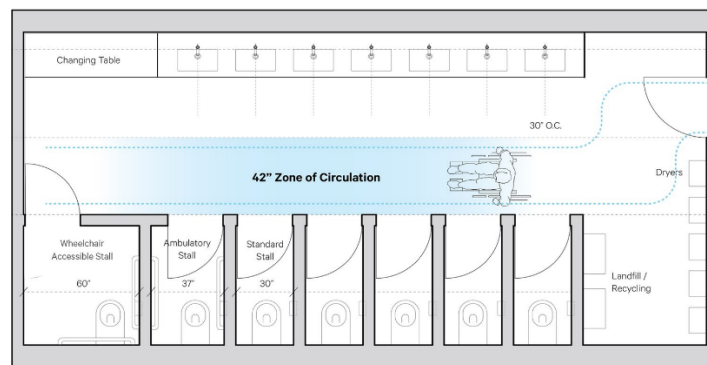 Changing Table
30" O.C.
42" Zone of Circulation
Dryers
Wheelchair
Accessible Stall
Ambulatory
Stall
Standard
Stall
60"
37"
30"
Landfill /
Recycling